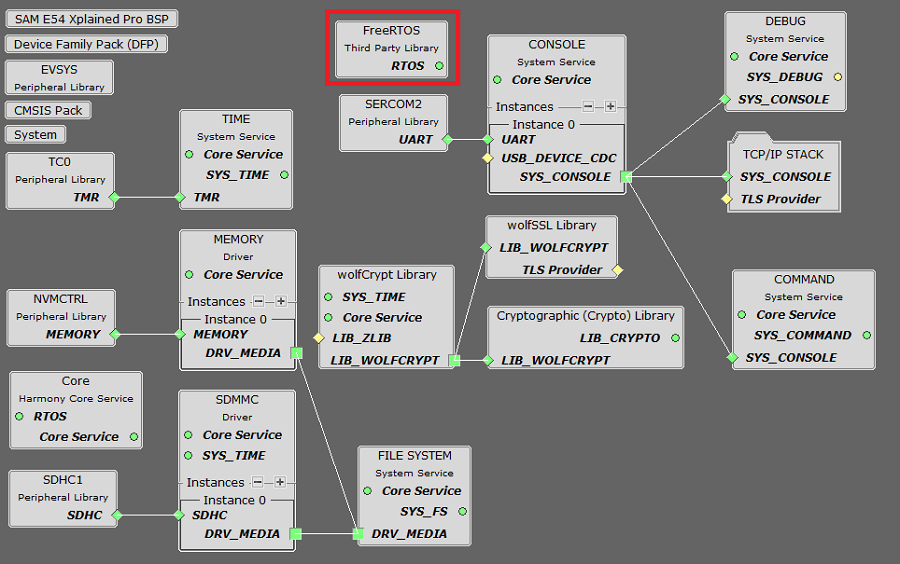 SAM E54 Xplained Pro BSP
Device Family Pack (DFP)
EVSYS
Peripheral Library
CMSIS Pack
System
TC0
Peripheral Library
TMR
TIME
System Service
Core Service
SYS_TIME
TMR
FreeRTOS
Third Party Library
RTOS
SERCOM2
Peripheral Library
UART
CONSOLE
System Service
Core Service
Instances
Instance 0
UART
USB_DEVICE_CDC
SYS_CONSOLE
DEBUG
System Service
Core Service
SYS_DEBUG
SYS_CONSOLE
TCP/IP STACK
SYS_CONSOLE
TLS Provider
MEMORY
Driver
Core Service
Instances
Instance 0
MEMORY
DRV_MEDIA
NVMCTRL
Peripheral Library
MEMORY
wolfCrypt Library
SYS_TIME
Core Service
LIB_ZLIB
LIB_WOLFCRYPT
wolfSSL Library
LIB_WOLFCRYPT
TLS Provider
Cryptographic (Crypto) Library
LIB_CRYPTO
LIB_WOLFCRYPT
COMMAND
System Service
Core Service
SYS_COMMAND
SYS_CONSOLE
Core
Harmony Core Service
RTOS
Core Service
SDMMC
Driver
Core Service
SYS_TIME
Instances
Instance 0
SDHC
DRV_MEDIA
SDHC1
Peripheral Library
SDHC
FILE SYSTEM
System Service
Core Service
SYS_FS
DRV_MEDIA